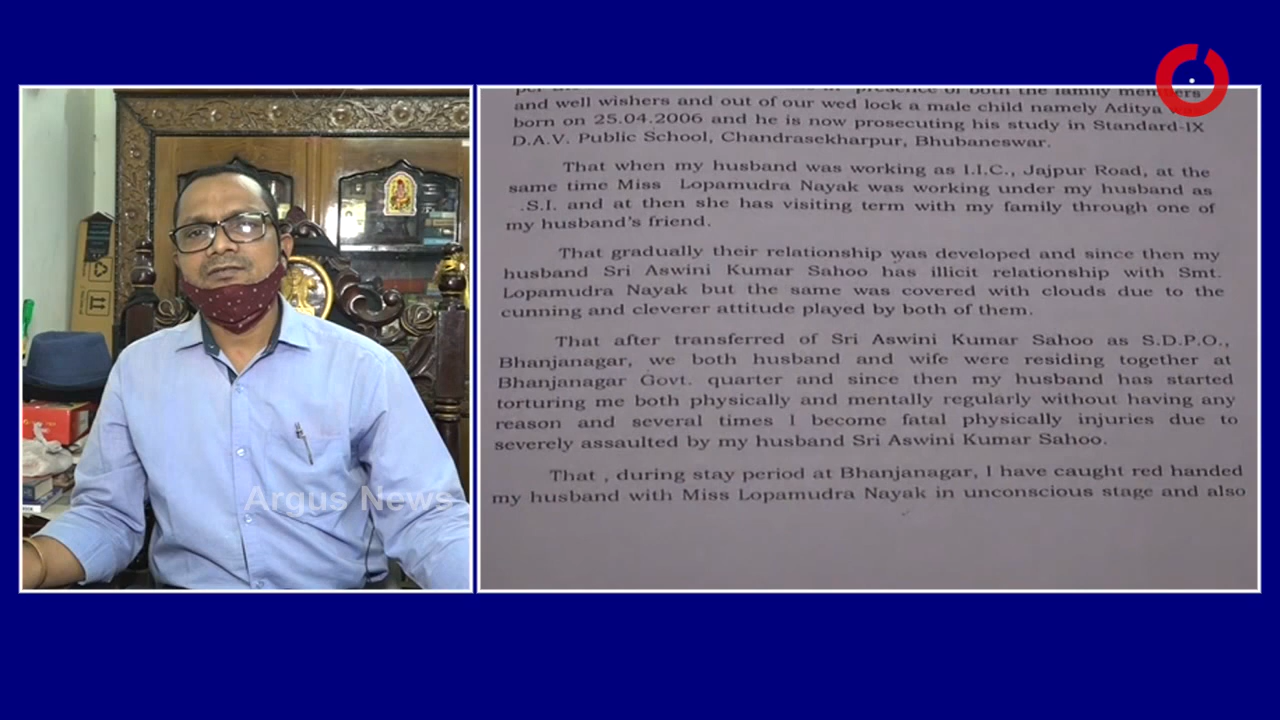 Argus News
presence of both the family members
and well wishers and out of our wed lock a male child namely Aditya
born on 25.04.2006 and he is now prosecuting his study in Standard-IX
D.A.V. Public School, Chandrasekharpur, Bhubaneswar.
That when my husband was working as I.I.C., Jajpur Road, at the
same time Miss Lopamudra Nayak was working under my husband as
.S.I. and at then she has visiting term with my family through one of
my husband's friend.
That gradually their relationship was developed and since then my
husband Sri Aswini Kumar Sahoo has illicit relationship with Smt.
Lopamudra Nayak but the same was covered with clouds due to the
cunning and cleverer attitude played by both of them.
That after transferred of Sri Aswini Kumar Sahoo as S.D.P.O.,
Bhanjanagar, we both husband and wife were residing together at
Bhanjanagar Govt. quarter and since then my husband has started
torturing me both physically and mentally regularly without having any
reason and several times I become fatal physically injuries due to
severely assaulted by my husband Sri Aswini Kumar Sahoo.
That , during stay period at Bhanjanagar, I have caught red handed
my husband with Miss Lopamudra Nayak in unconscious stage and also